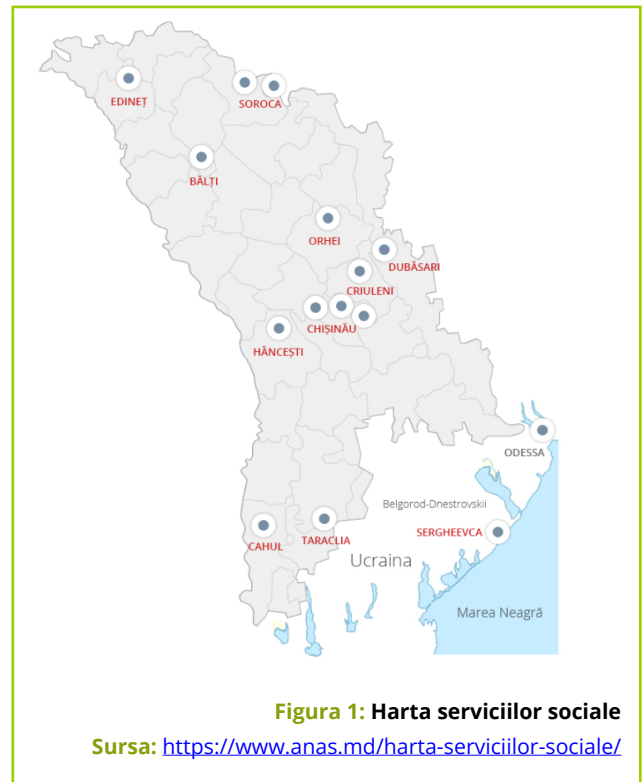 EDINEȚ
SOROCA
BĂLȚI
ORHEI
DUBĂSARI
CRIULENI
CHIȘINĂU
HÂNCEȘTI
ODESSA
Belgorod-Dnestrovskii
SERGHEEVCA
CAHUL
TARACLIA
Ucraina
Marea Neagră
Figura 1: Harta serviciilor sociale
Sursa: https://www.anas.md/harta-serviciilor-sociale/